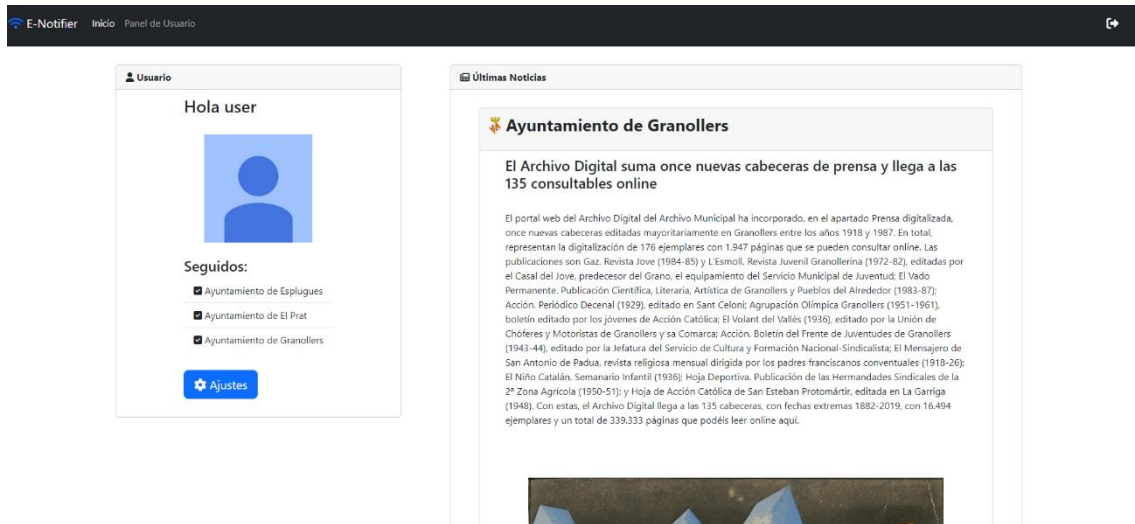 E-Notifier Inicio Panel de Usuario
Usuario
Hola user
Seguidos:
Ayuntamiento de Esplugues
Ayuntamiento de El Prat
Ayuntamiento de Granollers
Ajustes
Últimas Noticias
Ayuntamiento de Granollers
El Archivo Digital suma once nuevas cabeceras de prensa y llega a las
135 consultables online
El portal web del Archivo Digital del Archivo Municipal ha incorporado, en el apartado Prensa digitalizada,
once nuevas cabeceras editadas mayoritariamente en Granollers entre los años 1918 y 1987. En total,
representan la digitalización de 176 ejemplares con 1.947 páginas que se pueden consultar online. Las
publicaciones son Gaz. Revista Jove (1984-85) y L'Esmoll. Revista Juvenil Granollerina (1972-82), editadas por
el Casal del Jove, predecesor del Grano, el equipamiento del Servicio Municipal de Juventud; El Vado
Permanente. Publicación Científica, Literaria, Artística de Granollers y Pueblos del Alrededor (1983-87);
Acción. Periódico Decenal (1929), editado en Sant Celoni; Agrupación Olímpica Granollers (1951-1961),
boletín editado por los jóvenes de Acción Católica; El Volant del Vallès (1936), editado por la Unión de
Chóferes y Motoristas de Granollers y sa Comarca; Acción. Boletín del Frente de Juventudes de Granollers
(1943-44), editado por la Jefatura del Servicio de Cultura y Formación Nacional-Sindicalista; El Mensajero de
San Antonio de Padua, revista religiosa mensual dirigida por los padres franciscanos conventuales (1918-26);
El Niño Catalán. Semanario Infantil (1936); Hoja Deportiva. Publicación de las Hermandades Sindicales de la
2ª Zona Agrícola (1950-51); y Hoja de Acción Católica de San Esteban Protomártir, editada en La Garriga
(1948). Con estas, el Archivo Digital llega a las 135 cabeceras, con fechas extremas 1882-2019, con 16.494
ejemplares y un total de 339.333 páginas que podéis leer online aquí.